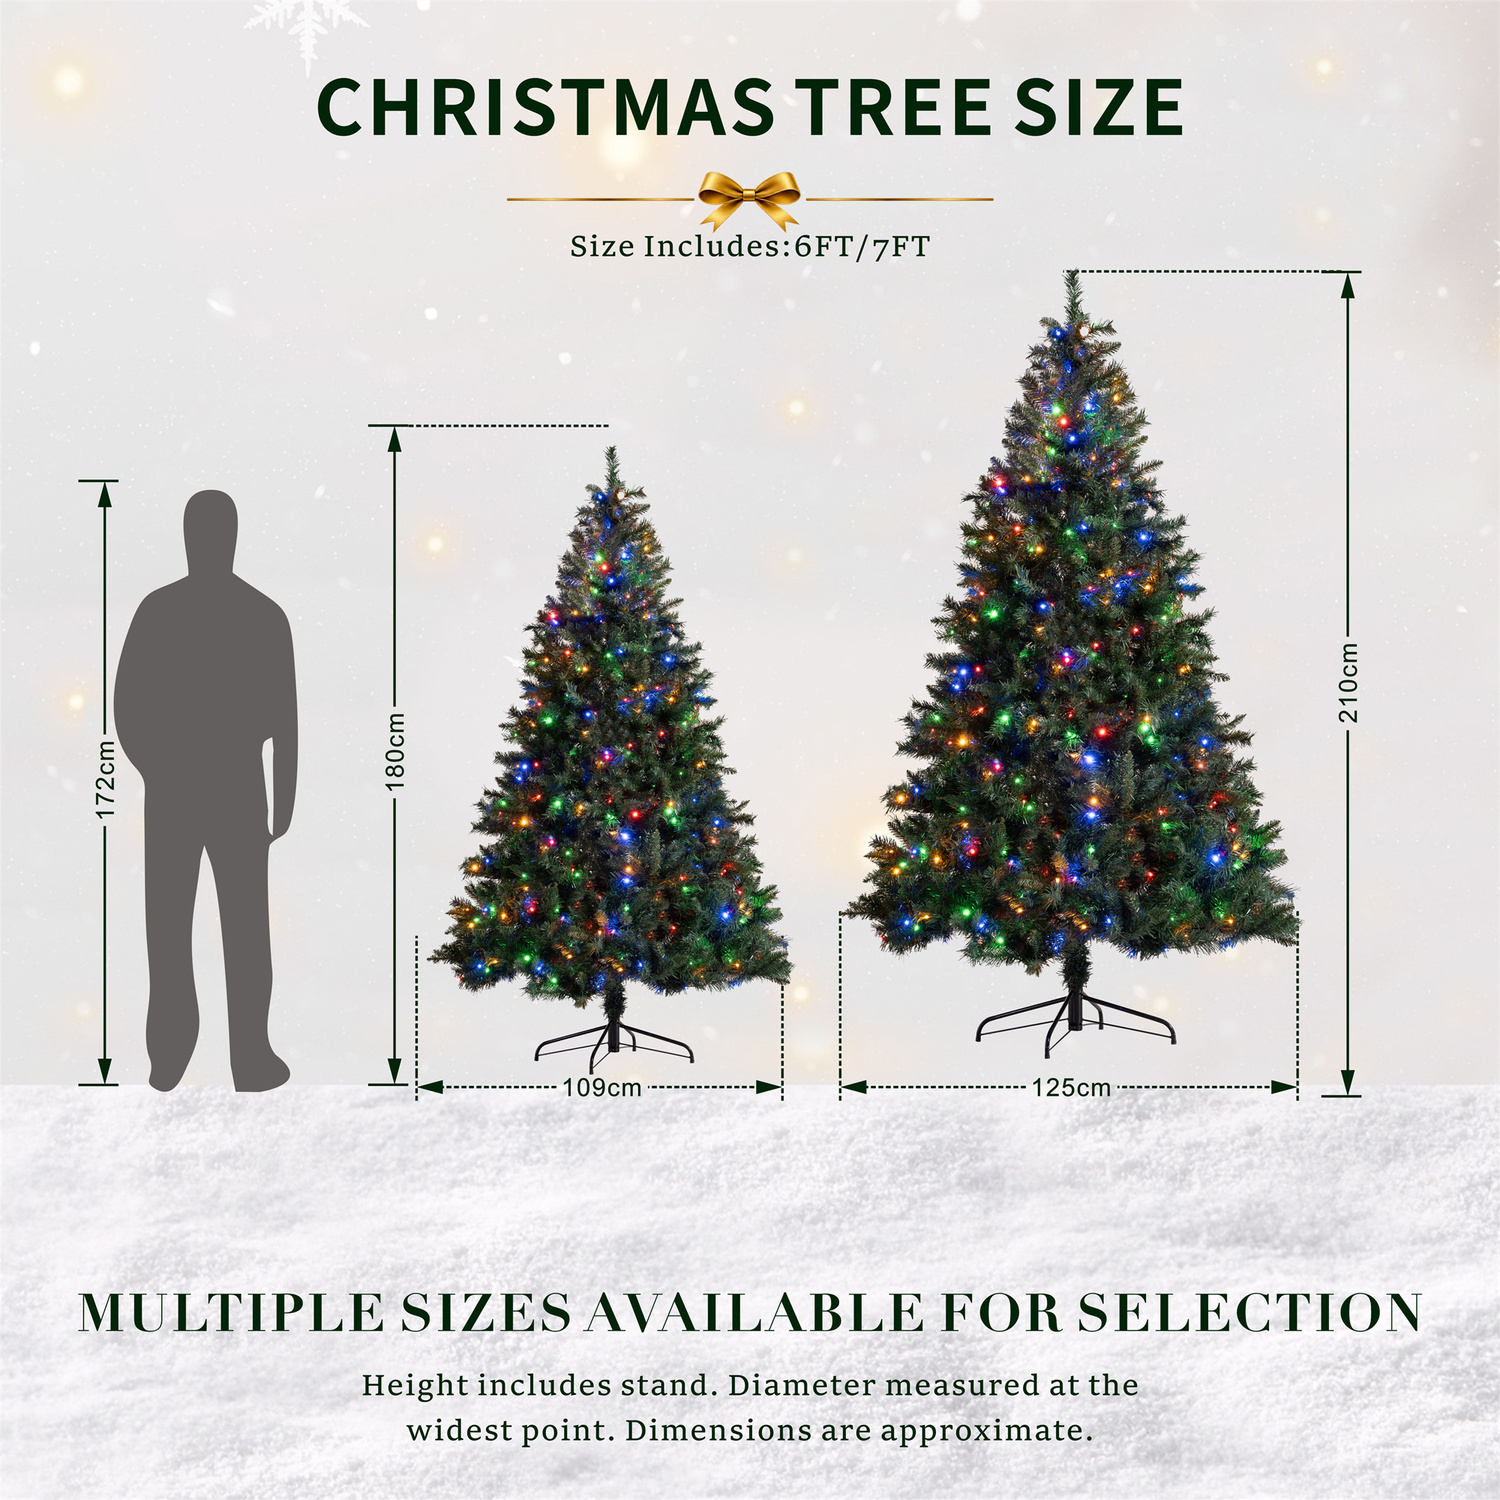 CHRISTMAS TREE SIZE
Size Includes:6FT/7FT
172cm
180cm
109cm
125cm
210cm
MULTIPLE SIZES AVAILABLE FOR SELECTION
Height includes stand. Diameter measured at the
widest point. Dimensions are approximate.